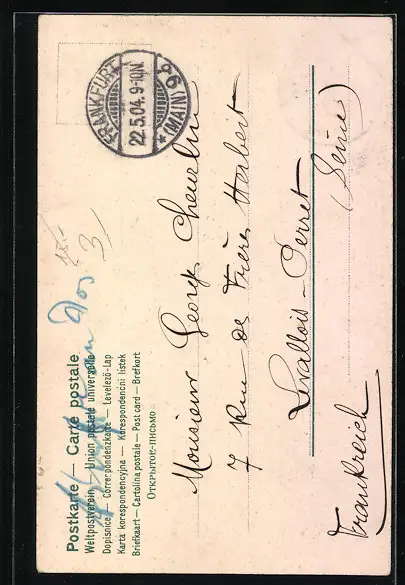 Postkarte — Carte postale
Weltpostverein — Union postale universelle
Dopisnice — Correspondenzkarte — Levelező-Lap
Karta korespondencyjna — Korespondenční lístek
Briefkaart — Cartolina postale — Post card — Brefkort
Открытое-письмо
FRANKFURT
22.5.04. 9-10N
* (MAIN) 9 *
3
Monsieur Georges
7 Rue des Frères Herbert
Levallois-Perret
(Seine)
Frankreich